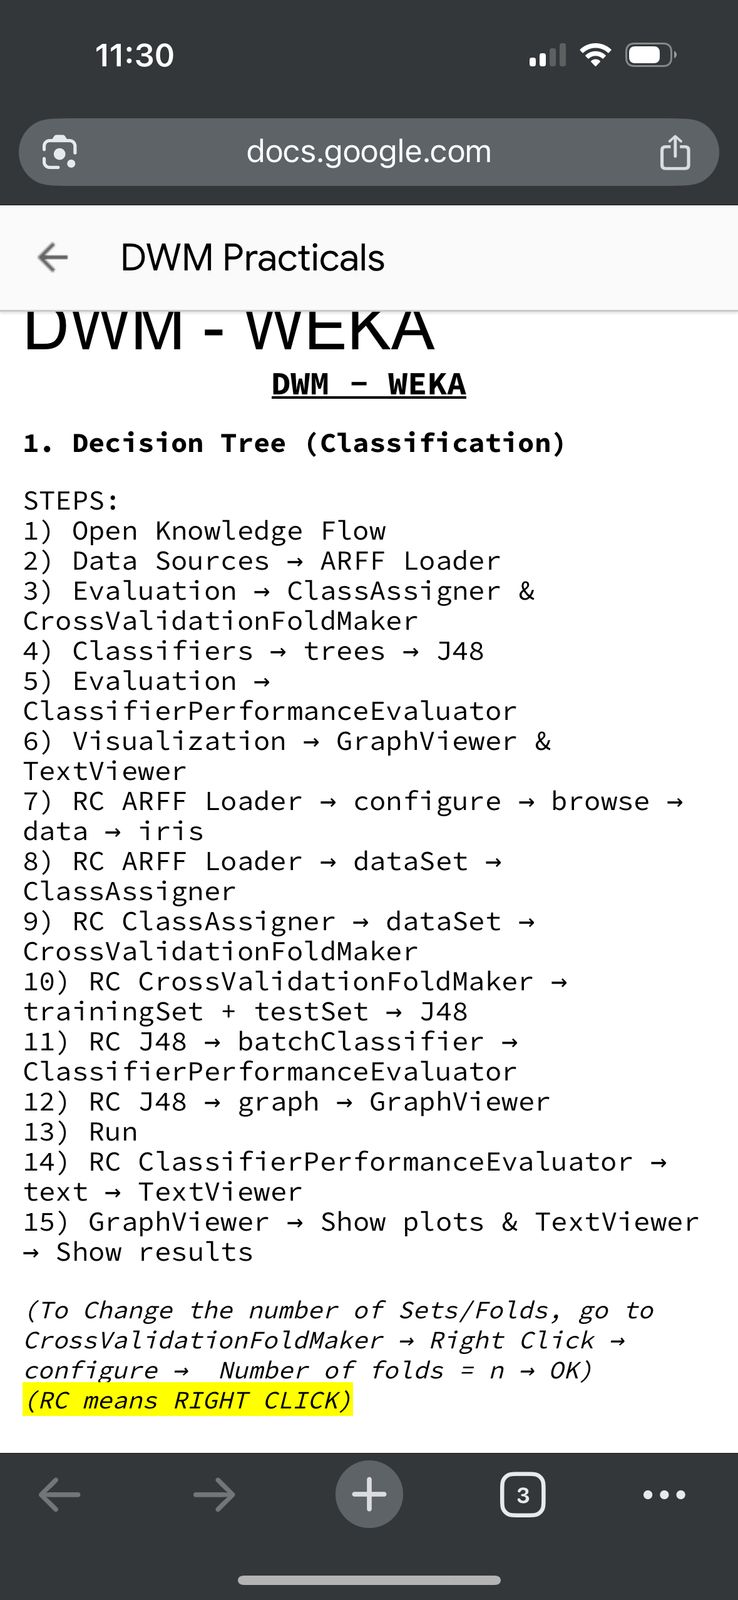 11:30
docs.google.com
DWM Practicals
DWM - WEKA
DWM - WEKA
1. Decision Tree (Classification)
STEPS:
1) Open Knowledge Flow
2) Data Sources → ARFF Loader
3) Evaluation → ClassAssigner &
CrossValidationFoldMaker
4) Classifiers → trees → J48
5) Evaluation →
ClassifierPerformanceEvaluator
6) Visualization → GraphViewer &
TextViewer
7) RC ARFF Loader → configure → browse →
data → iris
8) RC ARFF Loader → dataSet →
ClassAssigner
9) RC ClassAssigner → dataSet →
CrossValidationFoldMaker
10) RC CrossValidationFoldMaker →
trainingSet + testSet → J48
11) RC J48 → batchClassifier →
ClassifierPerformanceEvaluator
12) RC J48 → graph → GraphViewer
13) Run
14) RC ClassifierPerformanceEvaluator →
text → TextViewer
15) GraphViewer → Show plots & TextViewer
→ Show results
(To Change the number of Sets/Folds, go to
CrossValidationFoldMaker → Right Click →
configure → Number of folds = n → OK)
(RC means RIGHT CLICK)
3